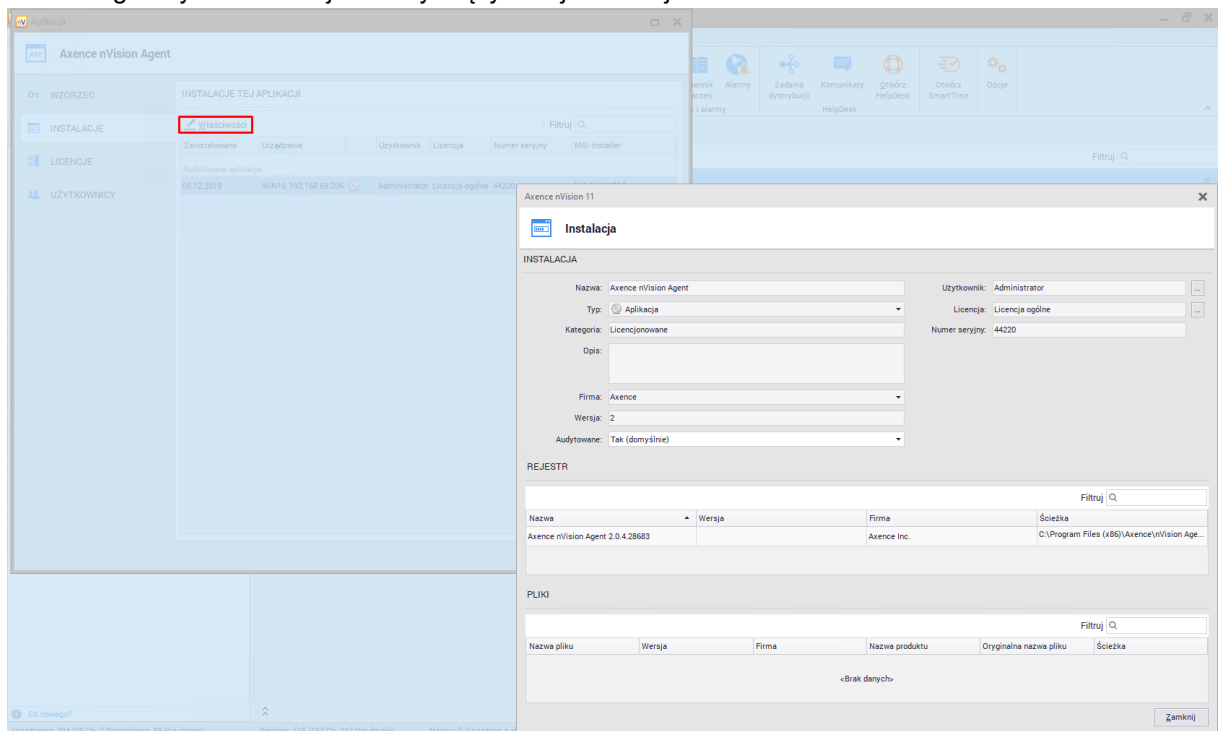 Aplikacja
APP Axence nVision Agent
WZORZEC
INSTALACJE
LICENCJE
UŻYTKOWNICY
INSTALACJE TEJ APLIKACJI
Właściwości Filtruj
Zainstalowano Urządzenie Użytkownik Licencja Numer seryjny MSI Installer
Audytowane aplikacje
05.12.2019 WIN10, 192.168.69.206 Administrator Licencja ogólne 44220
Alarmy Zadania dystrybucji Komunikaty Otwórz HelpDesk Otwórz SmartTime Opcje
i alarmy HelpDesk
Filtruj
Axence nVision 11
Instalacja
INSTALACJA
Nazwa: Axence nVision Agent Użytkownik: Administrator ...
Typ: Aplikacja Licencja: Licencja ogólne ...
Kategoria: Licencjonowane Numer seryjny: 44220
Opis:
Firma: Axence
Wersja: 2
Audytowane: Tak (domyślnie)
REJESTR
Filtruj
Nazwa Wersja Firma Ścieżka
Axence nVision Agent 2.0.4.28683 Axence Inc. C:\Program Files (x86)\Axence\nVision Age...
PLIKI
Filtruj
Nazwa pliku Wersja Firma Nazwa produktu Oryginalna nazwa pliku Ścieżka
<Brak danych>
Zamknij
Co nowego?